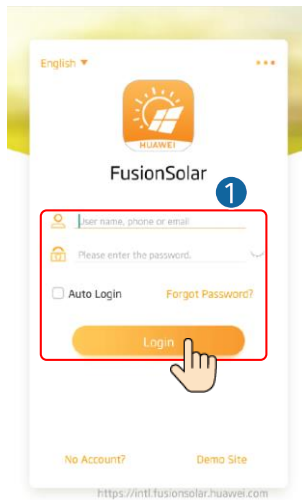 English ▼
HUAWEI
FusionSolar
1
User name, phone or email
Please enter the password.
Auto Login Forgot Password?
Login
No Account? Demo Site
https://intl.fusionsolar.huawei.com